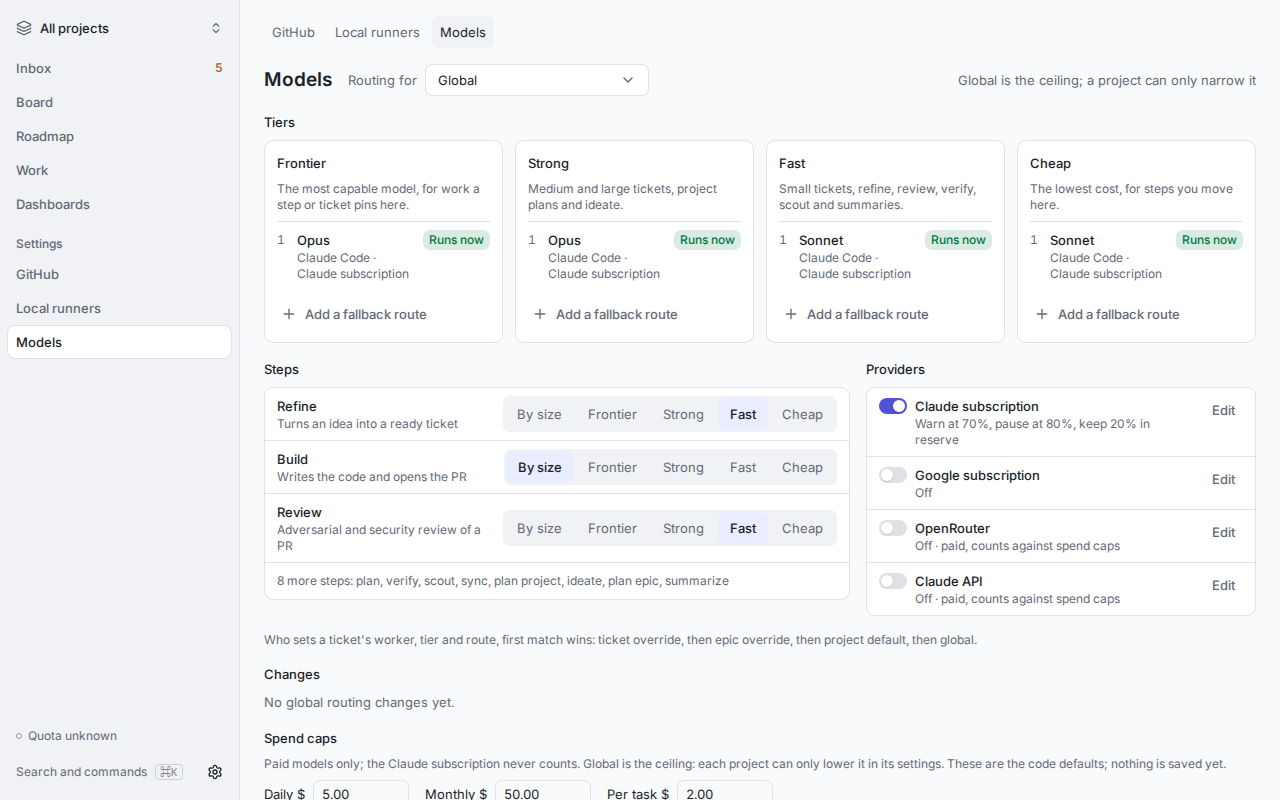 All projects
Inbox 5
Board
Roadmap
Work
Dashboards
Settings
GitHub
Local runners
Models
Quota unknown
Search and commands ⌘K
GitHub Local runners Models
Models Routing for Global Global is the ceiling; a project can only narrow it
Tiers
Frontier
The most capable model, for work a
step or ticket pins here.
1 Opus Runs now
Claude Code ·
Claude subscription
+ Add a fallback route
Strong
Medium and large tickets, project
plans and ideate.
1 Opus Runs now
Claude Code ·
Claude subscription
+ Add a fallback route
Fast
Small tickets, refine, review, verify,
scout and summaries.
1 Sonnet Runs now
Claude Code ·
Claude subscription
+ Add a fallback route
Cheap
The lowest cost, for steps you move
here.
1 Sonnet Runs now
Claude Code ·
Claude subscription
+ Add a fallback route
Steps
Refine
Turns an idea into a ready ticket
By size Frontier Strong Fast Cheap
Build
Writes the code and opens the PR
By size Frontier Strong Fast Cheap
Review
Adversarial and security review of a
PR
By size Frontier Strong Fast Cheap
8 more steps: plan, verify, scout, sync, plan project, ideate, plan epic, summarize
Providers
Claude subscription Edit
Warn at 70%, pause at 80%, keep 20% in
reserve
Google subscription Edit
Off
OpenRouter Edit
Off · paid, counts against spend caps
Claude API Edit
Off · paid, counts against spend caps
Who sets a ticket's worker, tier and route, first match wins: ticket override, then epic override, then project default, then global.
Changes
No global routing changes yet.
Spend caps
Paid models only; the Claude subscription never counts. Global is the ceiling: each project can only lower it in its settings. These are the code defaults; nothing is saved yet.
Daily $ 5.00 Monthly $ 50.00 Per task $ 2.00